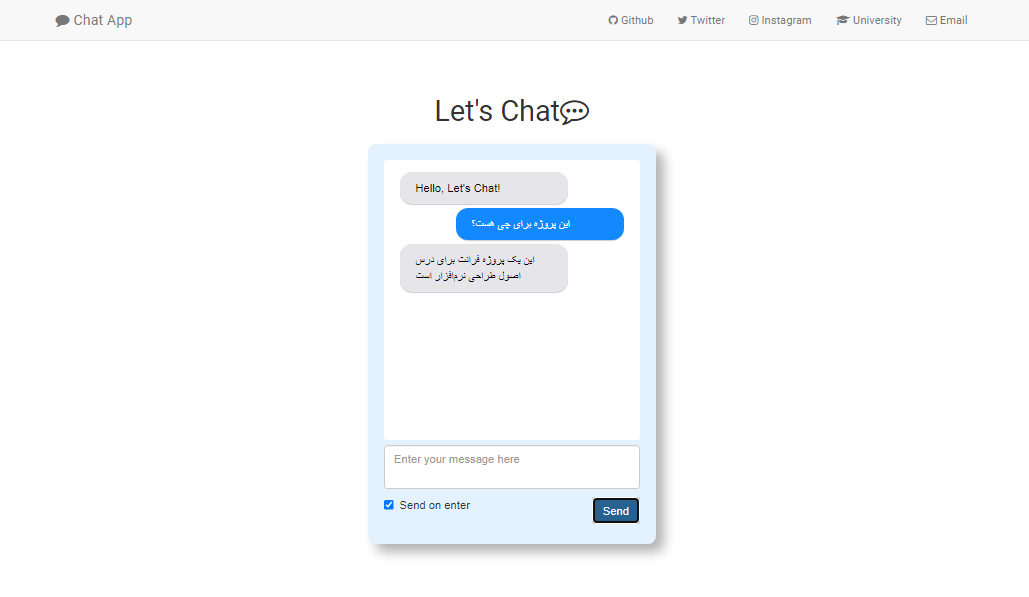 Chat App
Github
Twitter
Instagram
University
Email
Let's Chat
Hello, Let's Chat!
این پروژه برای چی هست؟
این یک پروژه فرانت برای درس
اصول طراحی نرم‌افزار است
Enter your message here
Send on enter
Send